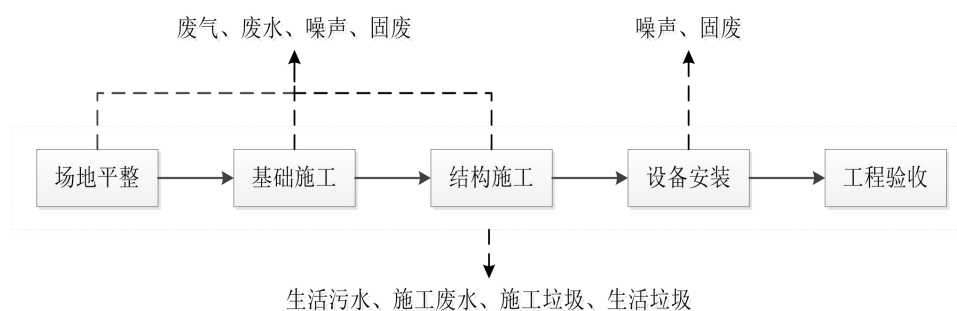 废气、废水、噪声、固废
噪声、固废
场地平整
基础施工
结构施工
设备安装
工程验收
生活污水、施工废水、施工垃圾、生活垃圾